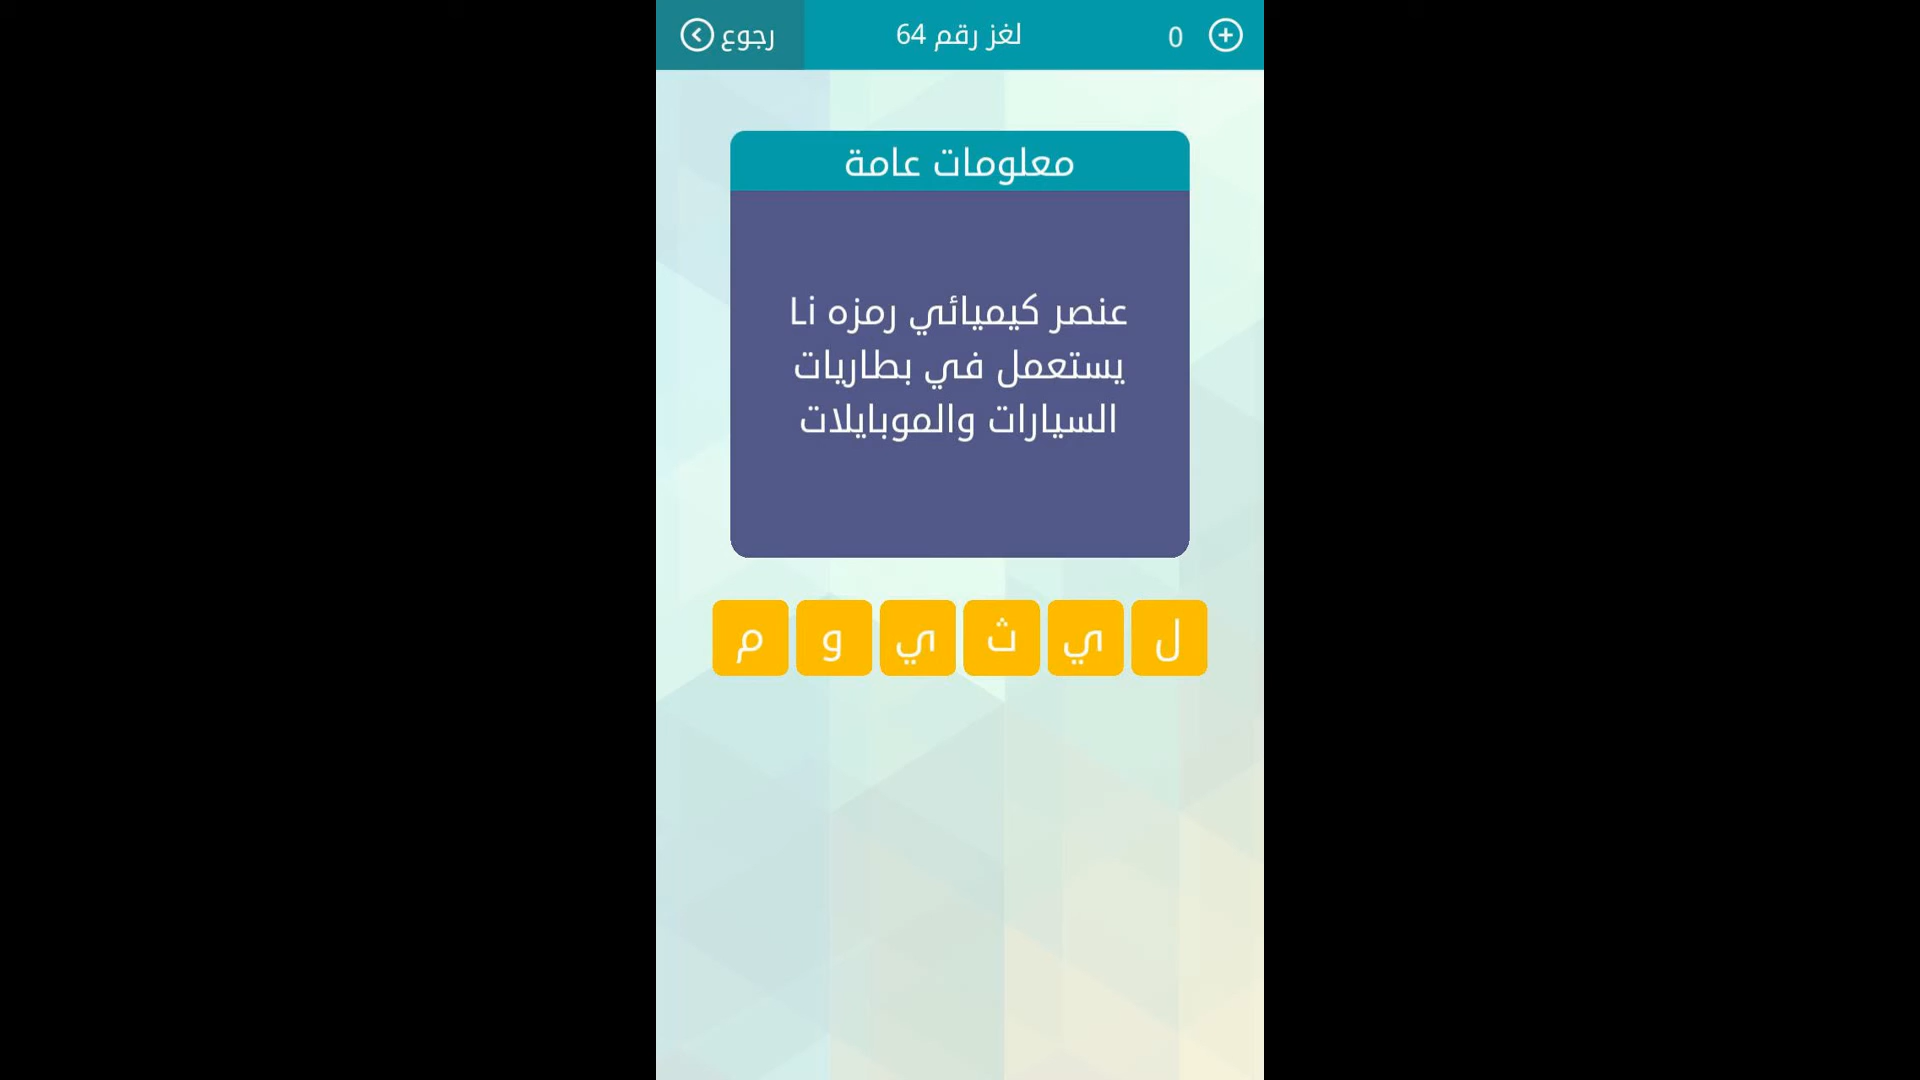 رجوع
لغز رقم 64
0
معلومات عامة
عنصر كيميائي رمزه Li
يستعمل في بطاريات
السيارات والموبايلات
ل ي ث ي و م